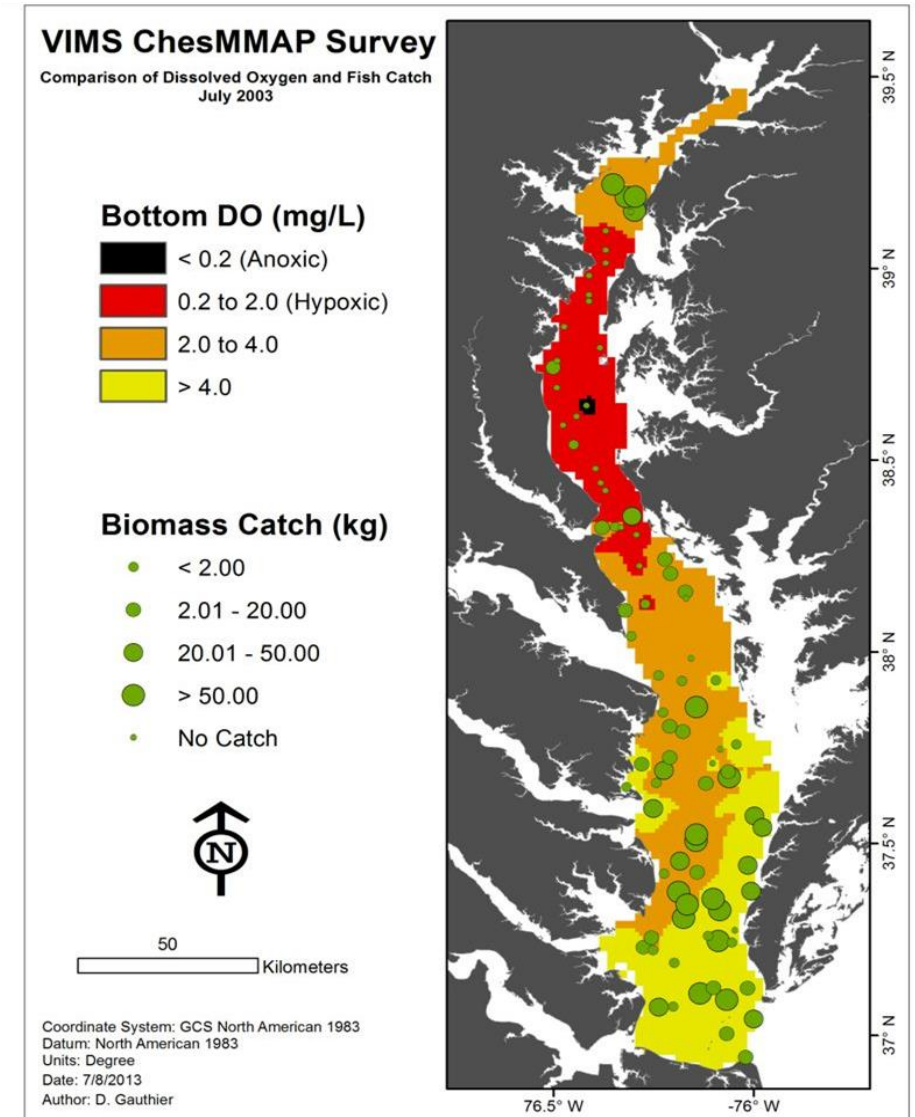 VIMS ChesMMAP Survey
Comparison of Dissolved Oxygen and Fish Catch
July 2003
Bottom DO (mg/L)
< 0.2 (Anoxic)
0.2 to 2.0 (Hypoxic)
2.0 to 4.0
> 4.0
Biomass Catch (kg)
< 2.00
2.01 - 20.00
20.01 - 50.00
> 50.00
No Catch
N
50
Kilometers
Coordinate System: GCS North American 1983
Datum: North American 1983
Units: Degree
Date: 7/8/2013
Author: D. Gauthier
39.5° N
39° N
38.5° N
38° N
37.5° N
37° N
76.5° W
-76° W